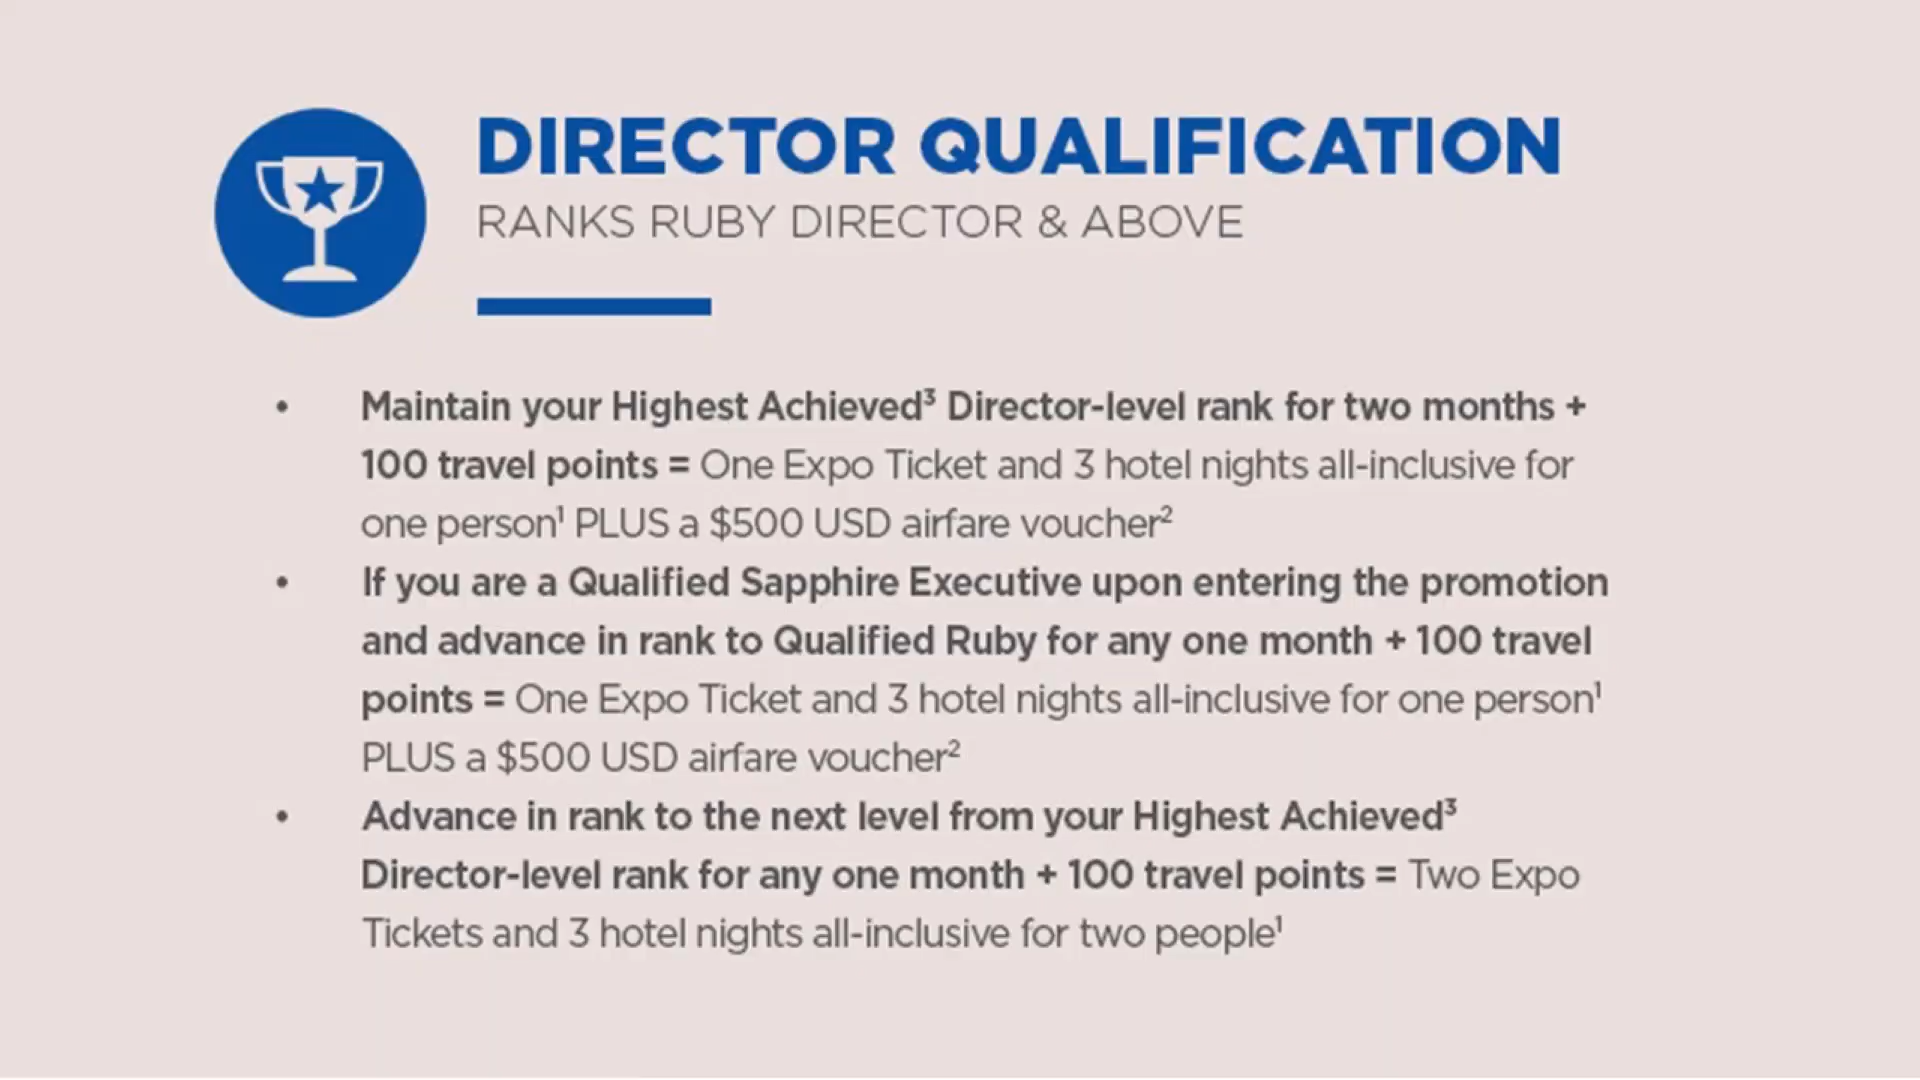 DIRECTOR QUALIFICATION
RANKS RUBY DIRECTOR & ABOVE
• Maintain your Highest Achieved³ Director-level rank for two months +
100 travel points = One Expo Ticket and 3 hotel nights all-inclusive for
one person¹ PLUS a $500 USD airfare voucher²
• If you are a Qualified Sapphire Executive upon entering the promotion
and advance in rank to Qualified Ruby for any one month + 100 travel
points = One Expo Ticket and 3 hotel nights all-inclusive for one person¹
PLUS a $500 USD airfare voucher²
• Advance in rank to the next level from your Highest Achieved³
Director-level rank for any one month + 100 travel points = Two Expo
Tickets and 3 hotel nights all-inclusive for two people¹